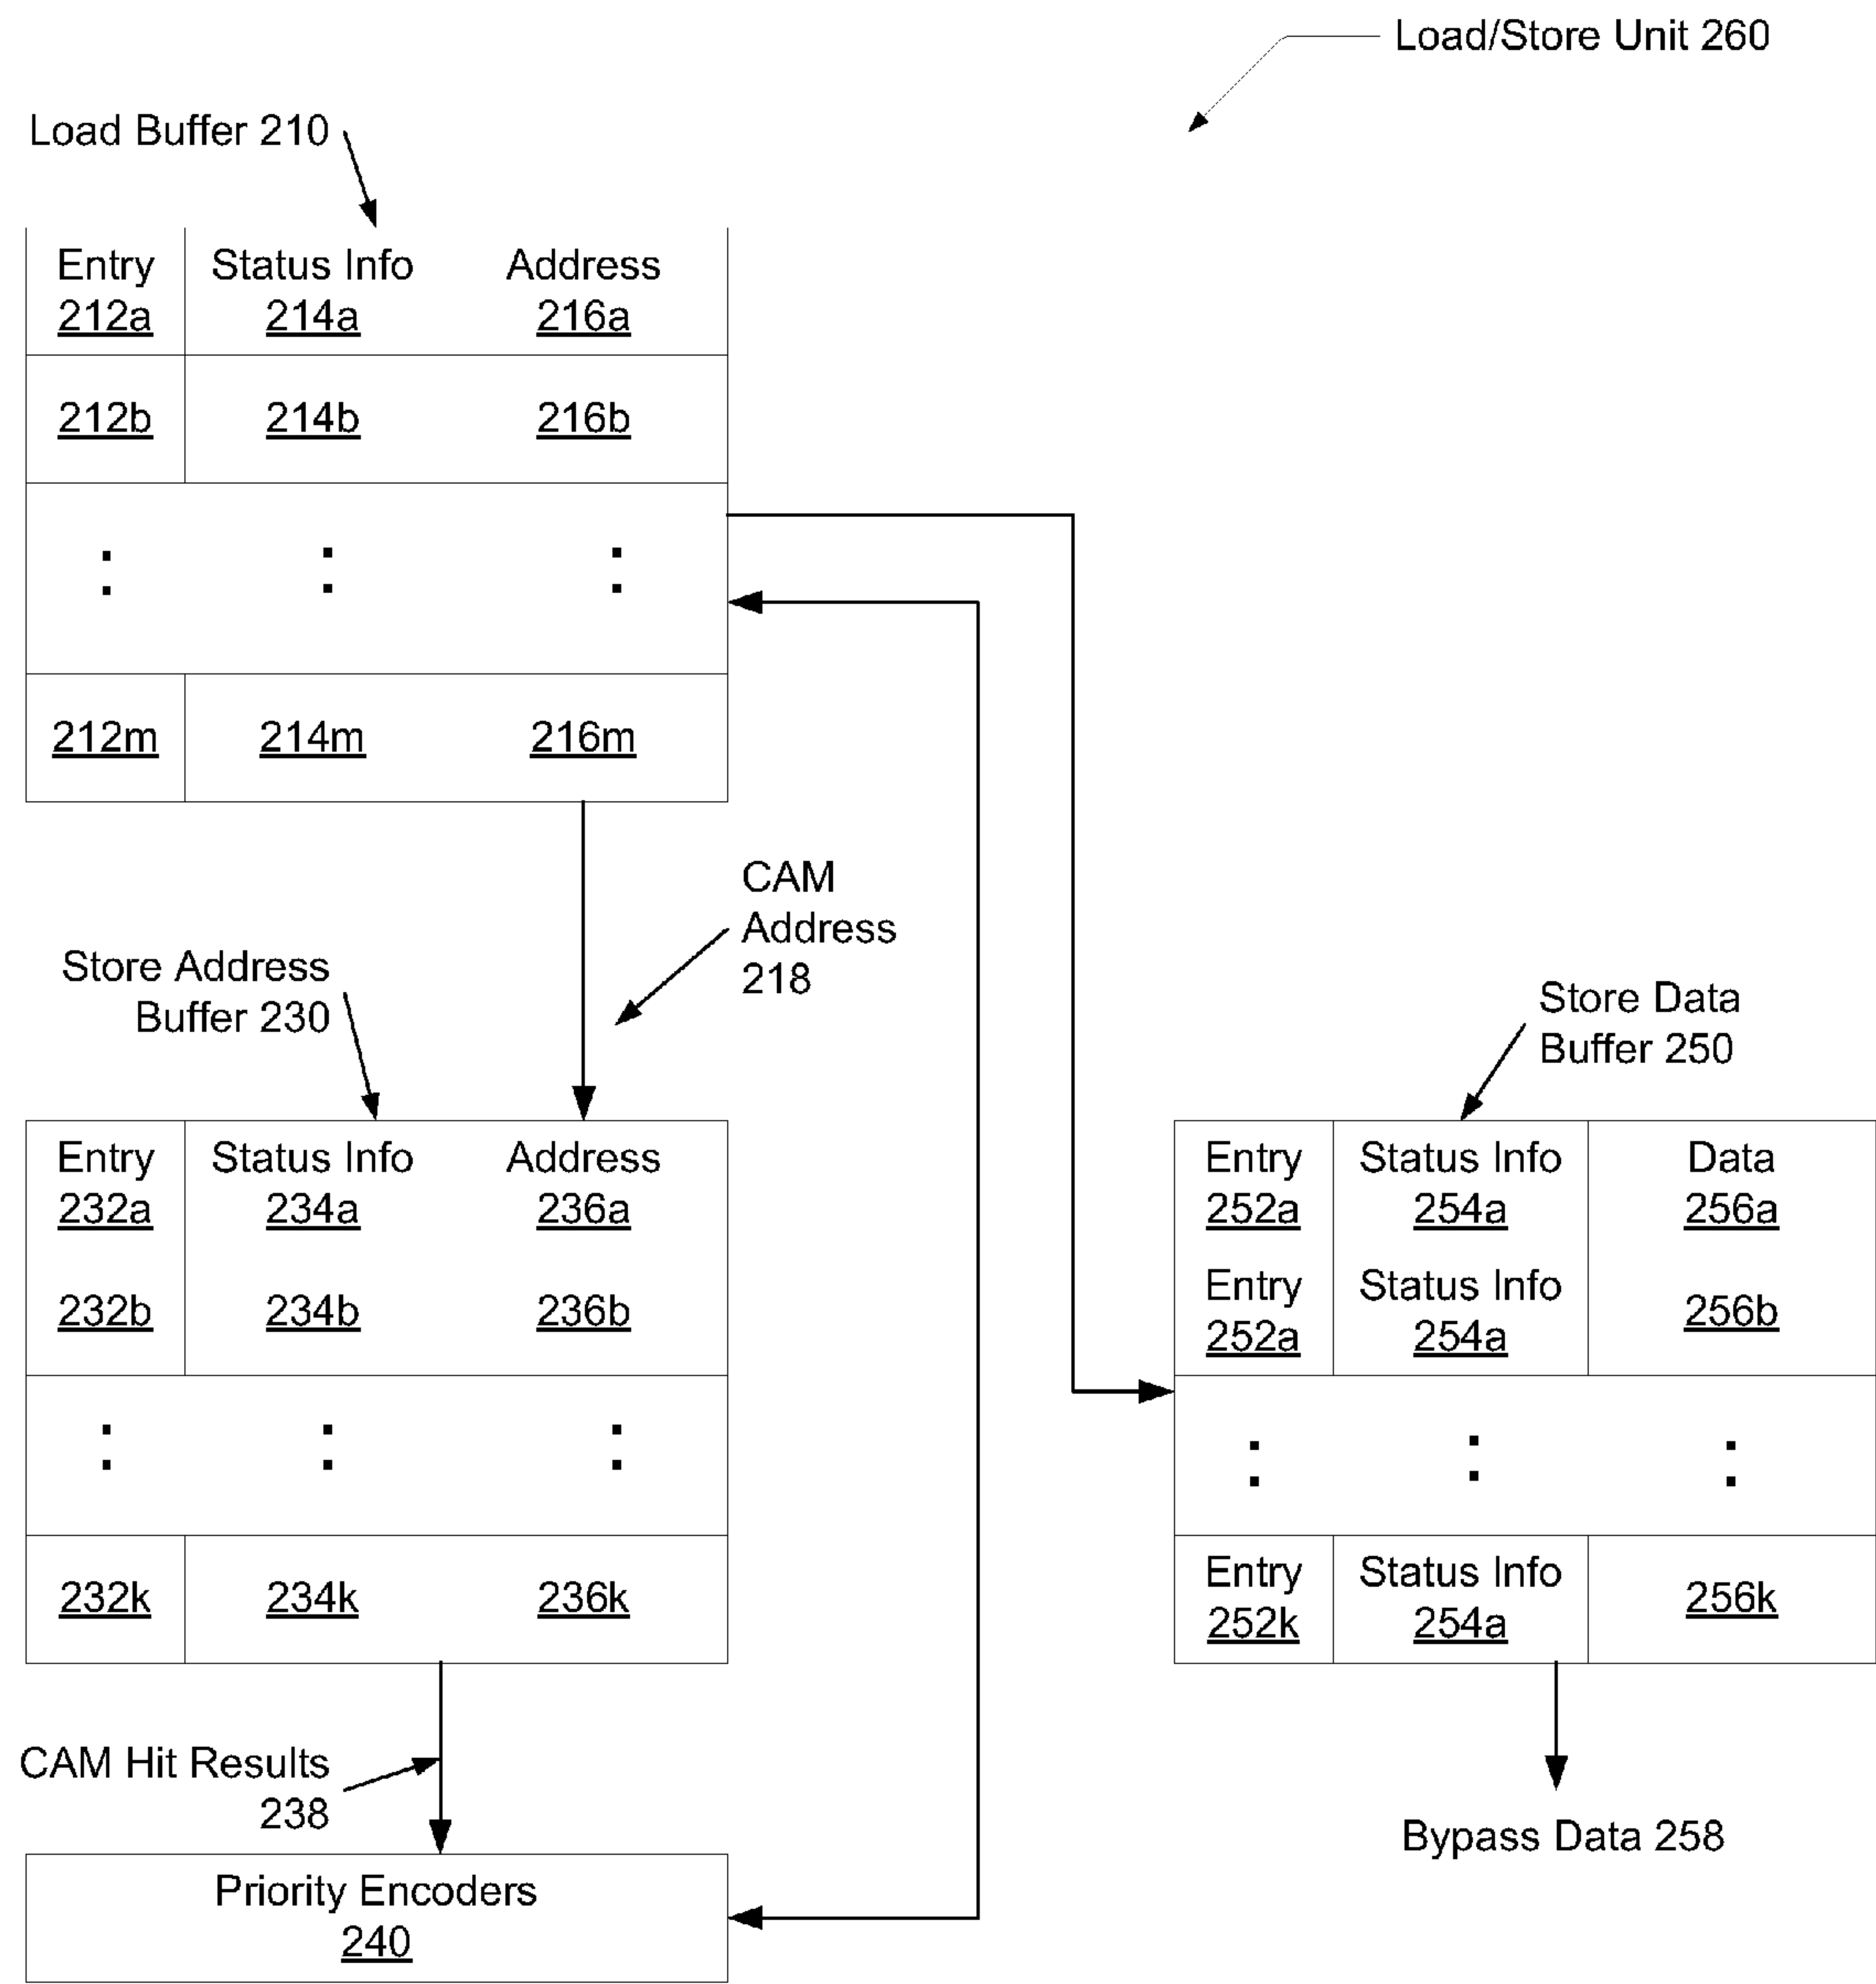 Load/Store Unit 260
Load Buffer 210
Entry Status Info Address
212a 214a 216a
212b 214b 216b
: : :
212m 214m 216m
CAM
Address
218
Store Address
Buffer 230
Store Data
Buffer 250
Entry Status Info Address
232a 234a 236a
232b 234b 236b
: : :
232k 234k 236k
Entry Status Info Data
252a 254a 256a
Entry Status Info
252a 254a 256b
: : :
Entry Status Info
252k 254a 256k
CAM Hit Results
238
Bypass Data 258
Priority Encoders
240